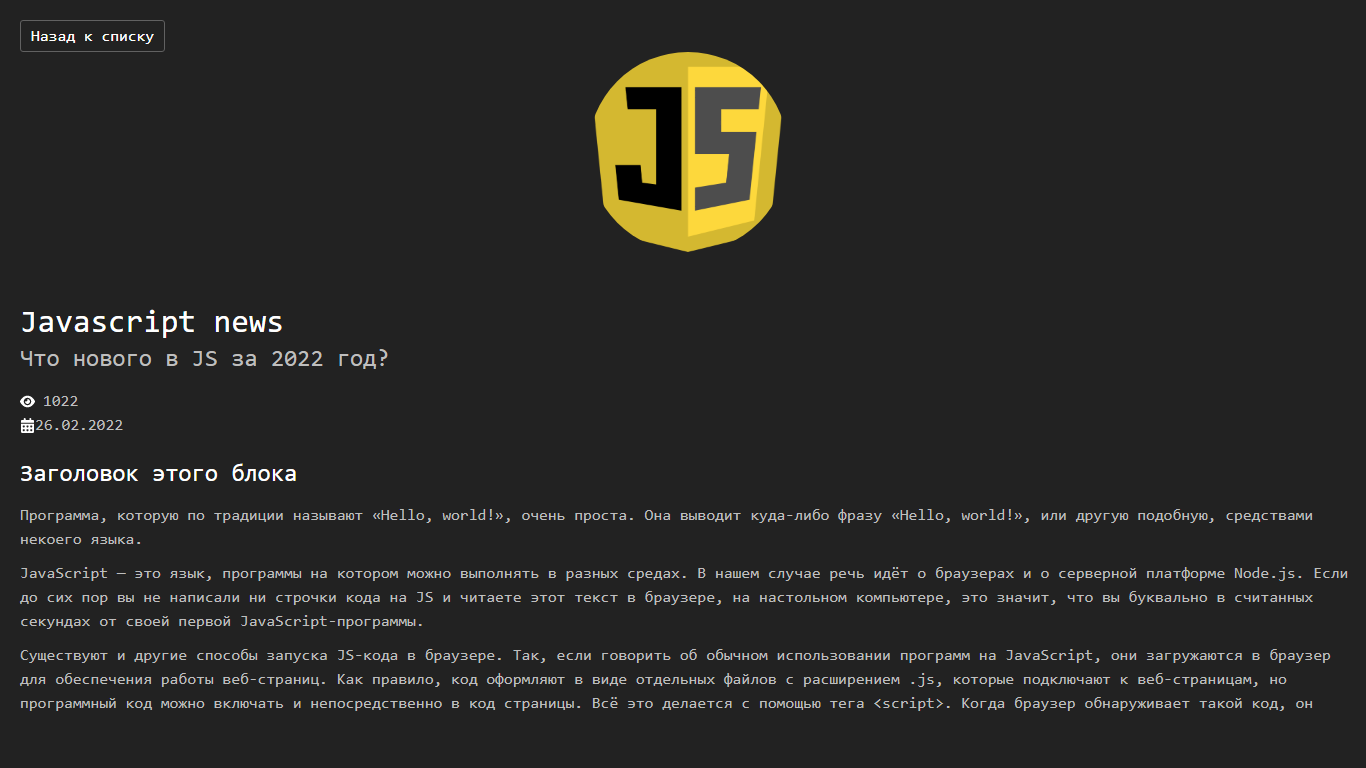 Назад к списку
JS
Javascript news
Что нового в JS за 2022 год?
1022
26.02.2022
Заголовок этого блока
Программа, которую по традиции называют «Hello, world!», очень проста. Она выводит куда-либо фразу «Hello, world!», или другую подобную, средствами
некоего языка.
JavaScript — это язык, программы на котором можно выполнять в разных средах. В нашем случае речь идёт о браузерах и о серверной платформе Node.js. Если
до сих пор вы не написали ни строчки кода на JS и читаете этот текст в браузере, на настольном компьютере, это значит, что вы буквально в считанных
секундах от своей первой JavaScript-программы.
Существуют и другие способы запуска JS-кода в браузере. Так, если говорить об обычном использовании программ на JavaScript, они загружаются в браузер
для обеспечения работы веб-страниц. Как правило, код оформляют в виде отдельных файлов с расширением .js, которые подключают к веб-страницам, но
программный код можно включать и непосредственно в код страницы. Всё это делается с помощью тега <script>. Когда браузер обнаруживает такой код, он